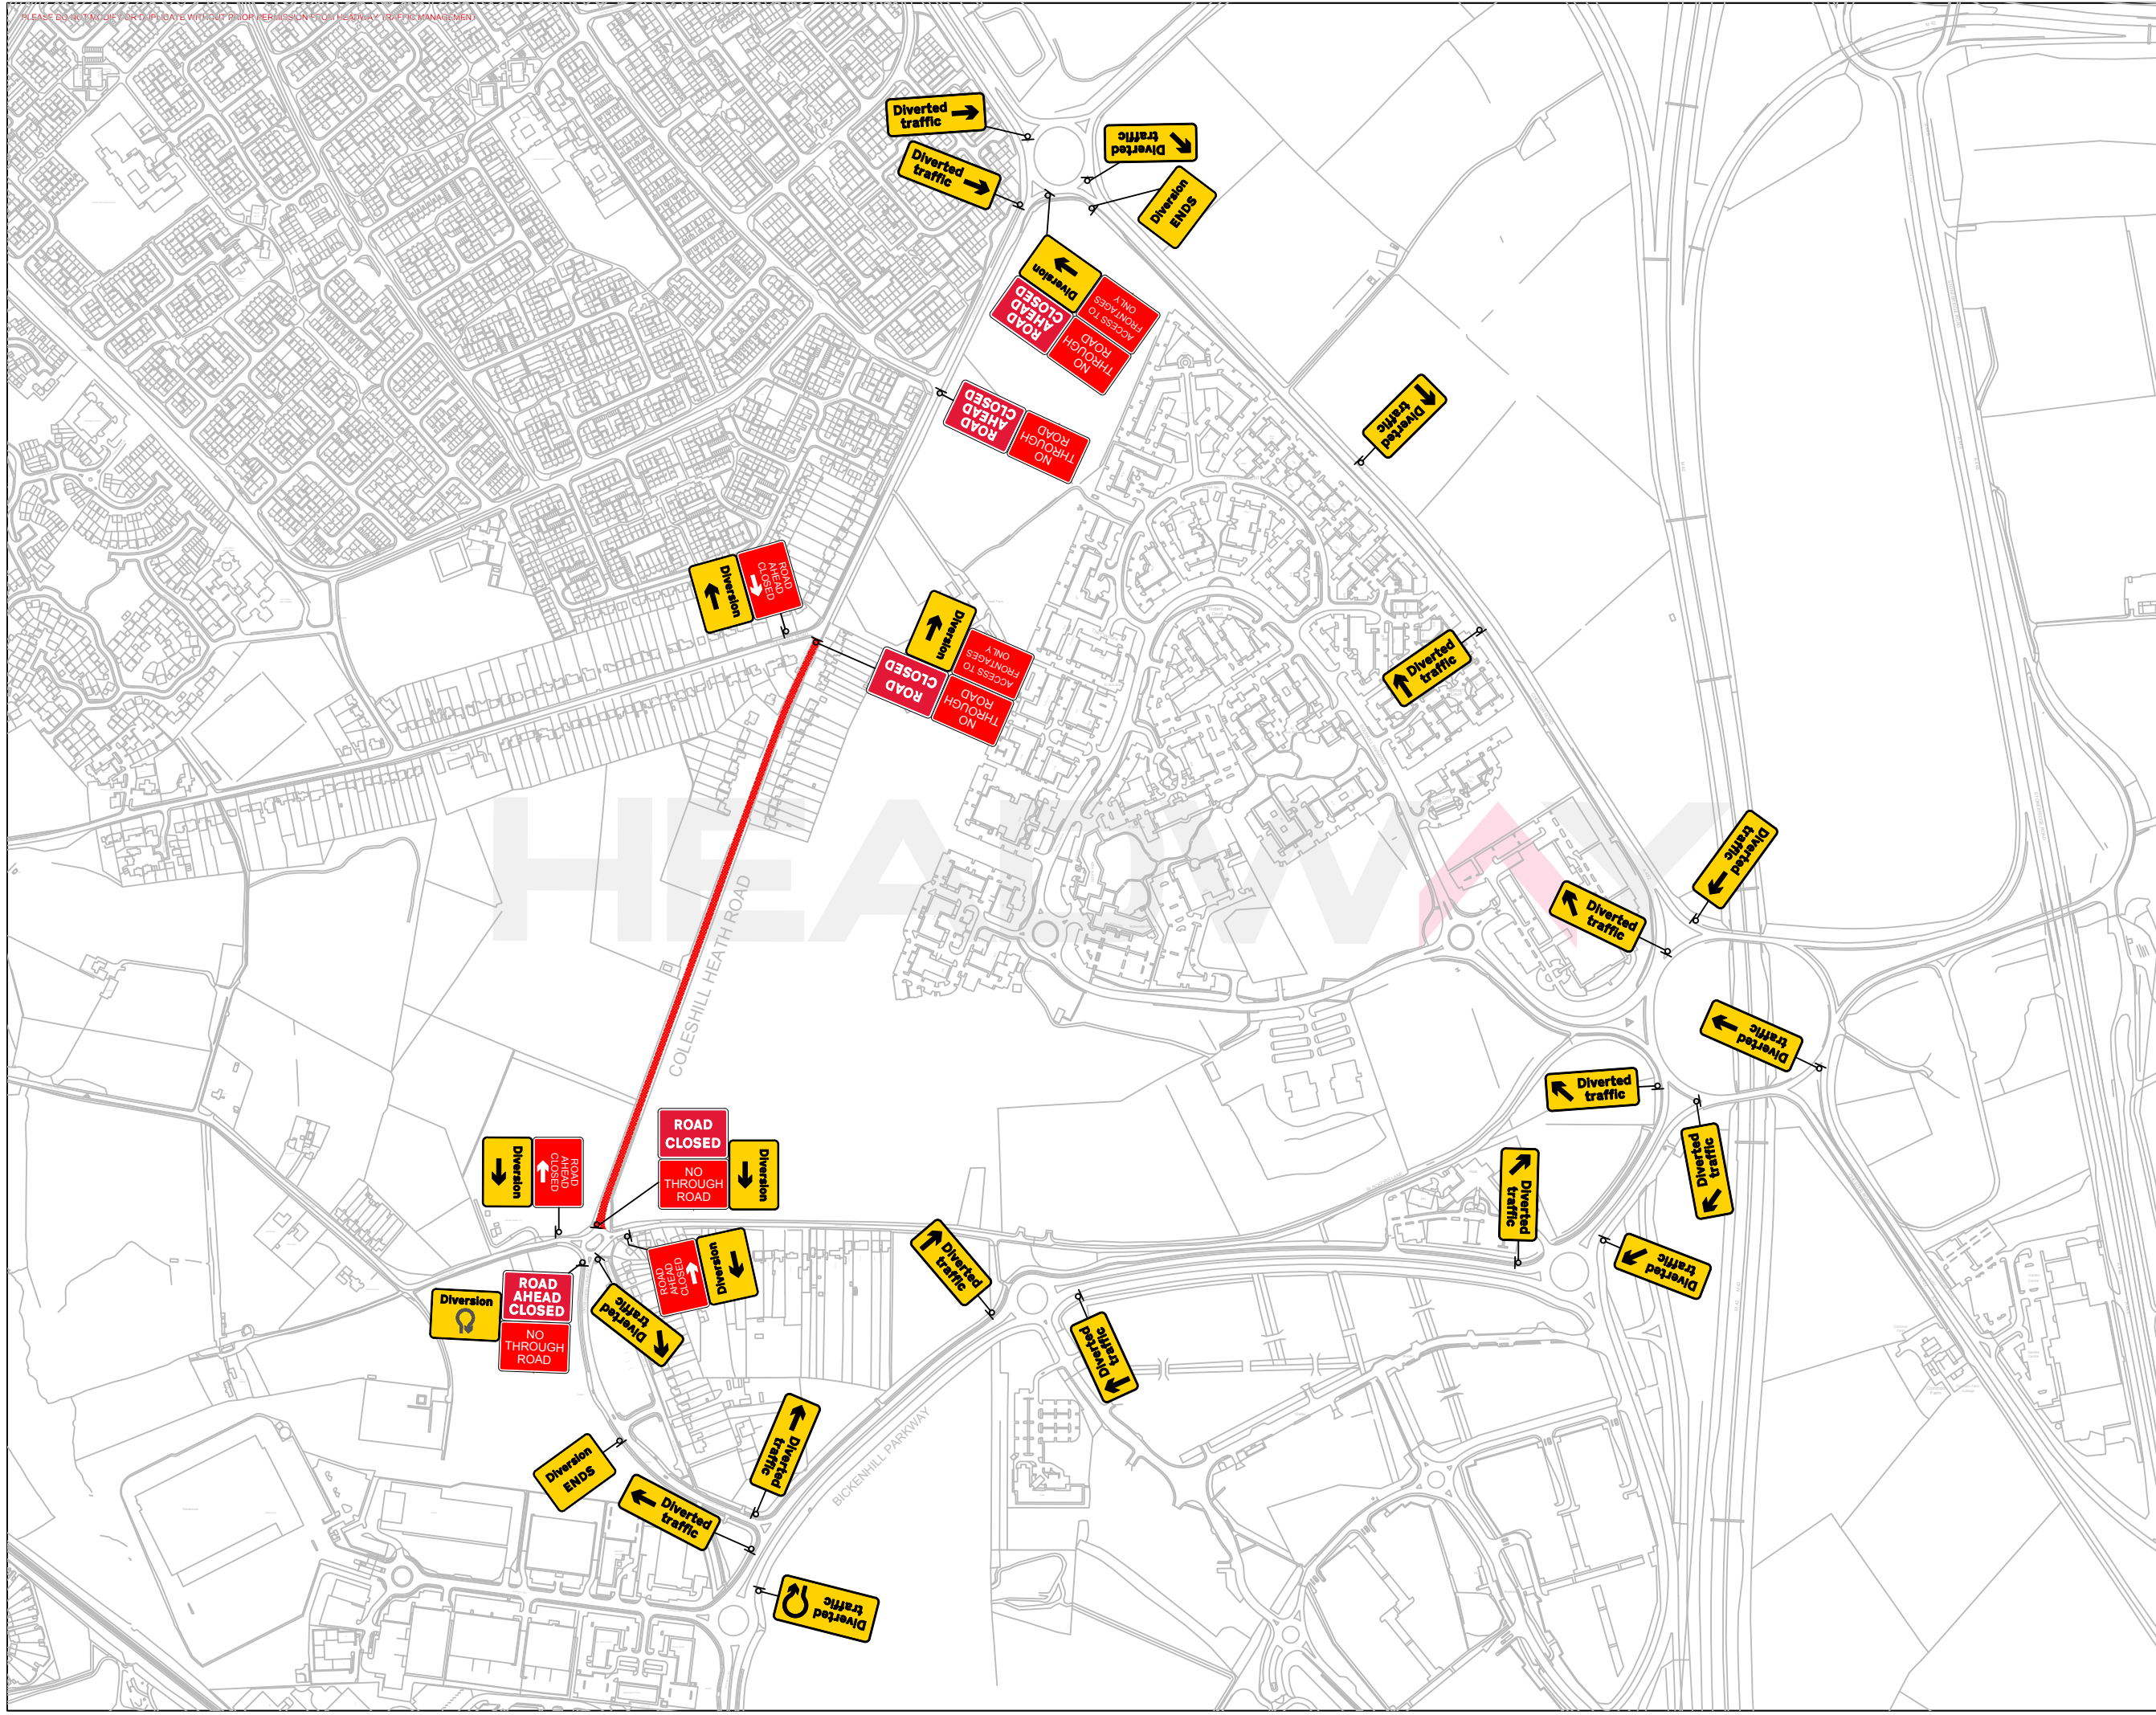 PLEASE DO NOT MODIFY OR DUPLICATE WITHOUT PRIOR PERMISSION FROM HEADWAY TRAFFIC MANAGEMENT
Diverted
traffic
Diverted
traffic
Diverted
traffic
Diversion
ENDS
Diversion
ROAD
AHEAD
CLOSED
ACCESS TO
FRONTAGES
ONLY
NO
THROUGH
ROAD
ROAD
AHEAD
CLOSED
NO
THROUGH
ROAD
Diverted
traffic
Diversion
ROAD
AHEAD
CLOSED
Diversion
ROAD
CLOSED
ACCESS TO
FRONTAGES
ONLY
NO
THROUGH
ROAD
Diverted
traffic
HEADWAY
Diverted
traffic
Diverted
traffic
COLESHILL HEATH ROAD
Diverted
traffic
Diverted
traffic
Diverted
traffic
Diversion
ROAD
AHEAD
CLOSED
ROAD
CLOSED
NO
THROUGH
ROAD
Diversion
Diverted
traffic
Diverted
traffic
ROAD
AHEAD
CLOSED
Diversion
Diverted
traffic
Diversion
ROAD
AHEAD
CLOSED
NO
THROUGH
ROAD
Diverted
traffic
Diverted
traffic
Diversion
ENDS
Diverted
traffic
BICKENHILL PARKWAY
Diverted
traffic
Diverted
traffic